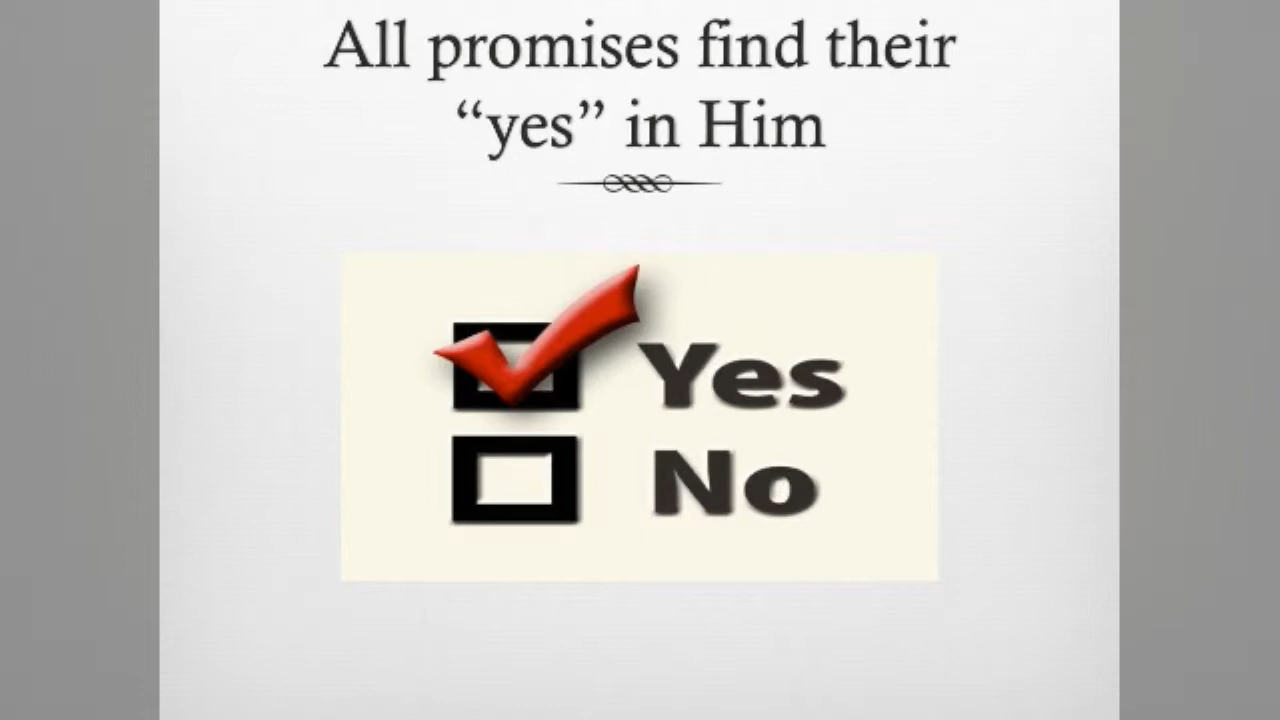 All promises find their
“yes” in Him
Yes
No